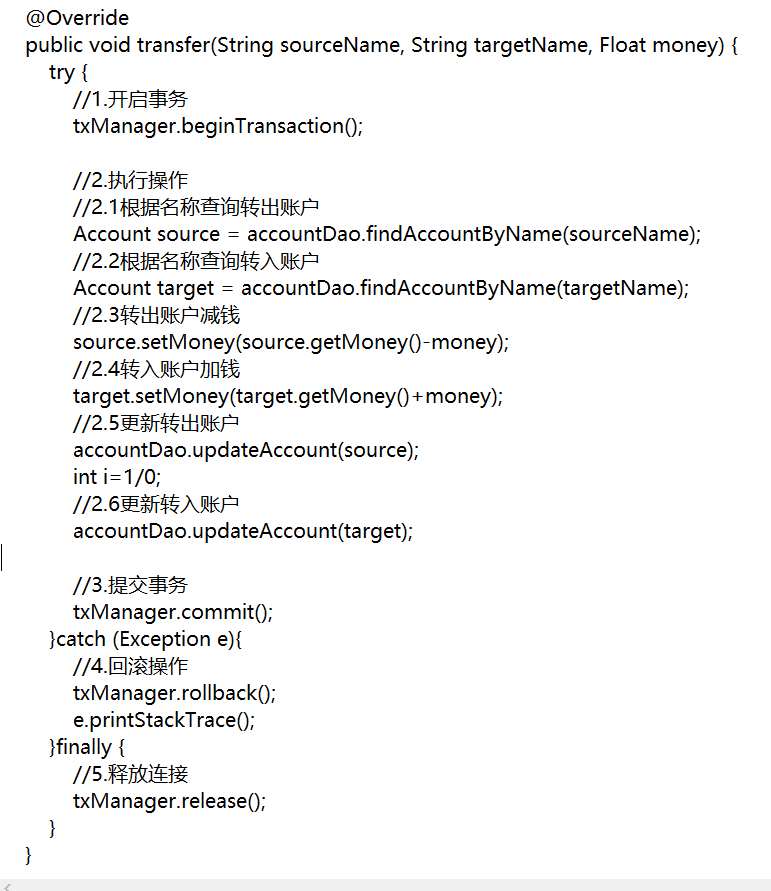 @Override
public void transfer(String sourceName, String targetName, Float money) {
try {
//1.开启事务
txManager.beginTransaction();
//2.执行操作
//2.1根据名称查询转出账户
Account source = accountDao.findAccountByName(sourceName);
//2.2根据名称查询转入账户
Account target = accountDao.findAccountByName(targetName);
//2.3转出账户减钱
source.setMoney(source.getMoney()-money);
//2.4转入账户加钱
target.setMoney(target.getMoney()+money);
//2.5更新转出账户
accountDao.updateAccount(source);
int i=1/0;
//2.6更新转入账户
accountDao.updateAccount(target);
//3.提交事务
txManager.commit();
}catch (Exception e){
//4.回滚操作
txManager.rollback();
e.printStackTrace();
}finally {
//5.释放连接
txManager.release();
}
}